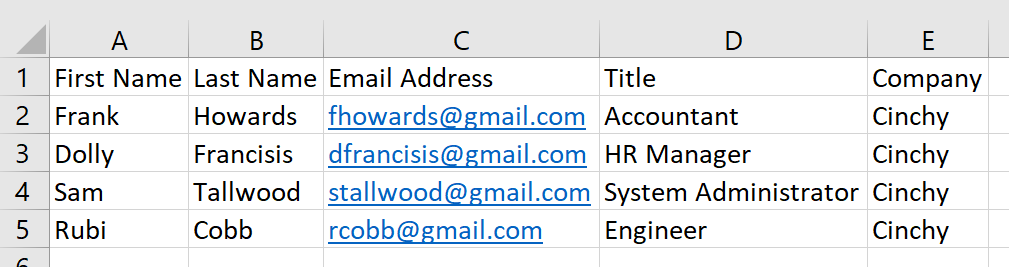 A B C D E
1 First Name Last Name Email Address Title Company
2 Frank Howards fhowards@gmail.com Accountant Cinchy
3 Dolly Francisis dfrancisis@gmail.com HR Manager Cinchy
4 Sam Tallwood stallwood@gmail.com System Administrator Cinchy
5 Rubi Cobb rcobb@gmail.com Engineer Cinchy
6